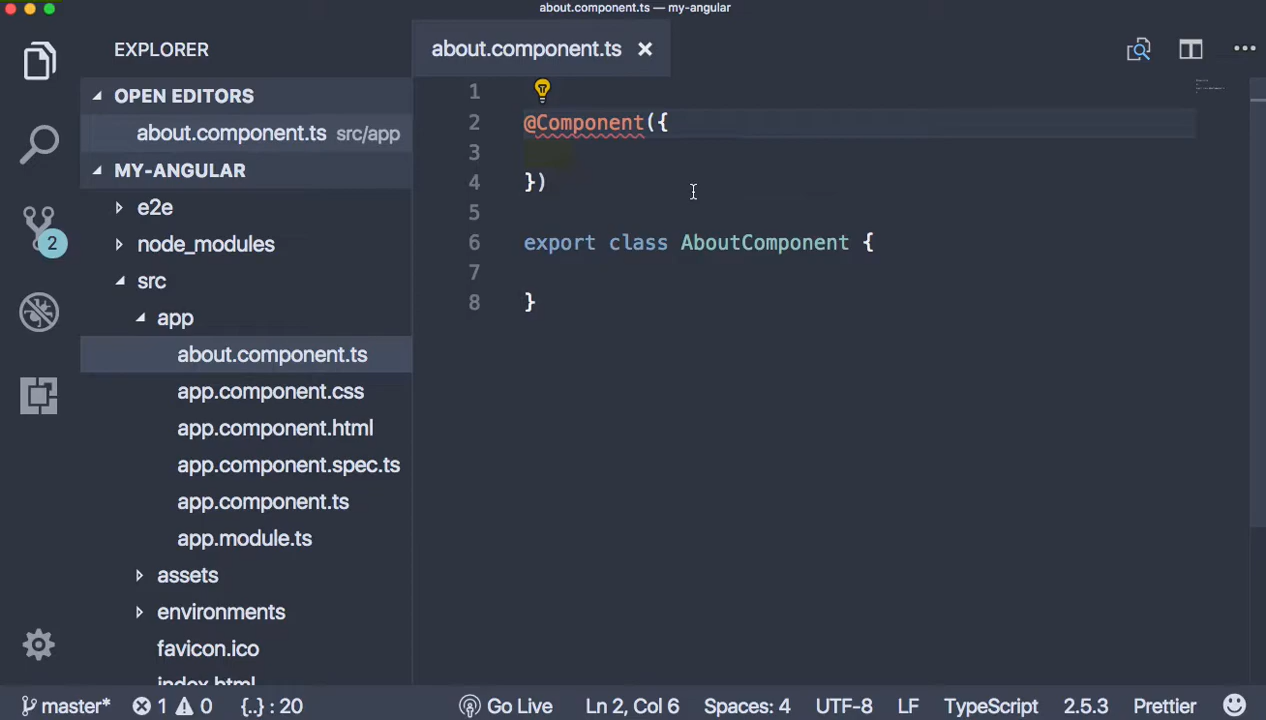 about.component.ts — my-angular
EXPLORER
OPEN EDITORS
about.component.ts src/app
MY-ANGULAR
e2e
node_modules
src
app
about.component.ts
app.component.css
app.component.html
app.component.spec.ts
app.component.ts
app.module.ts
assets
environments
favicon.ico
index.html
2
about.component.ts ×
1
2 @Component({
3
4 })
5
6 export class AboutComponent {
7
8 }
master* 1 0 {..} : 20 Go Live Ln 2, Col 6 Spaces: 4 UTF-8 LF TypeScript 2.5.3 Prettier